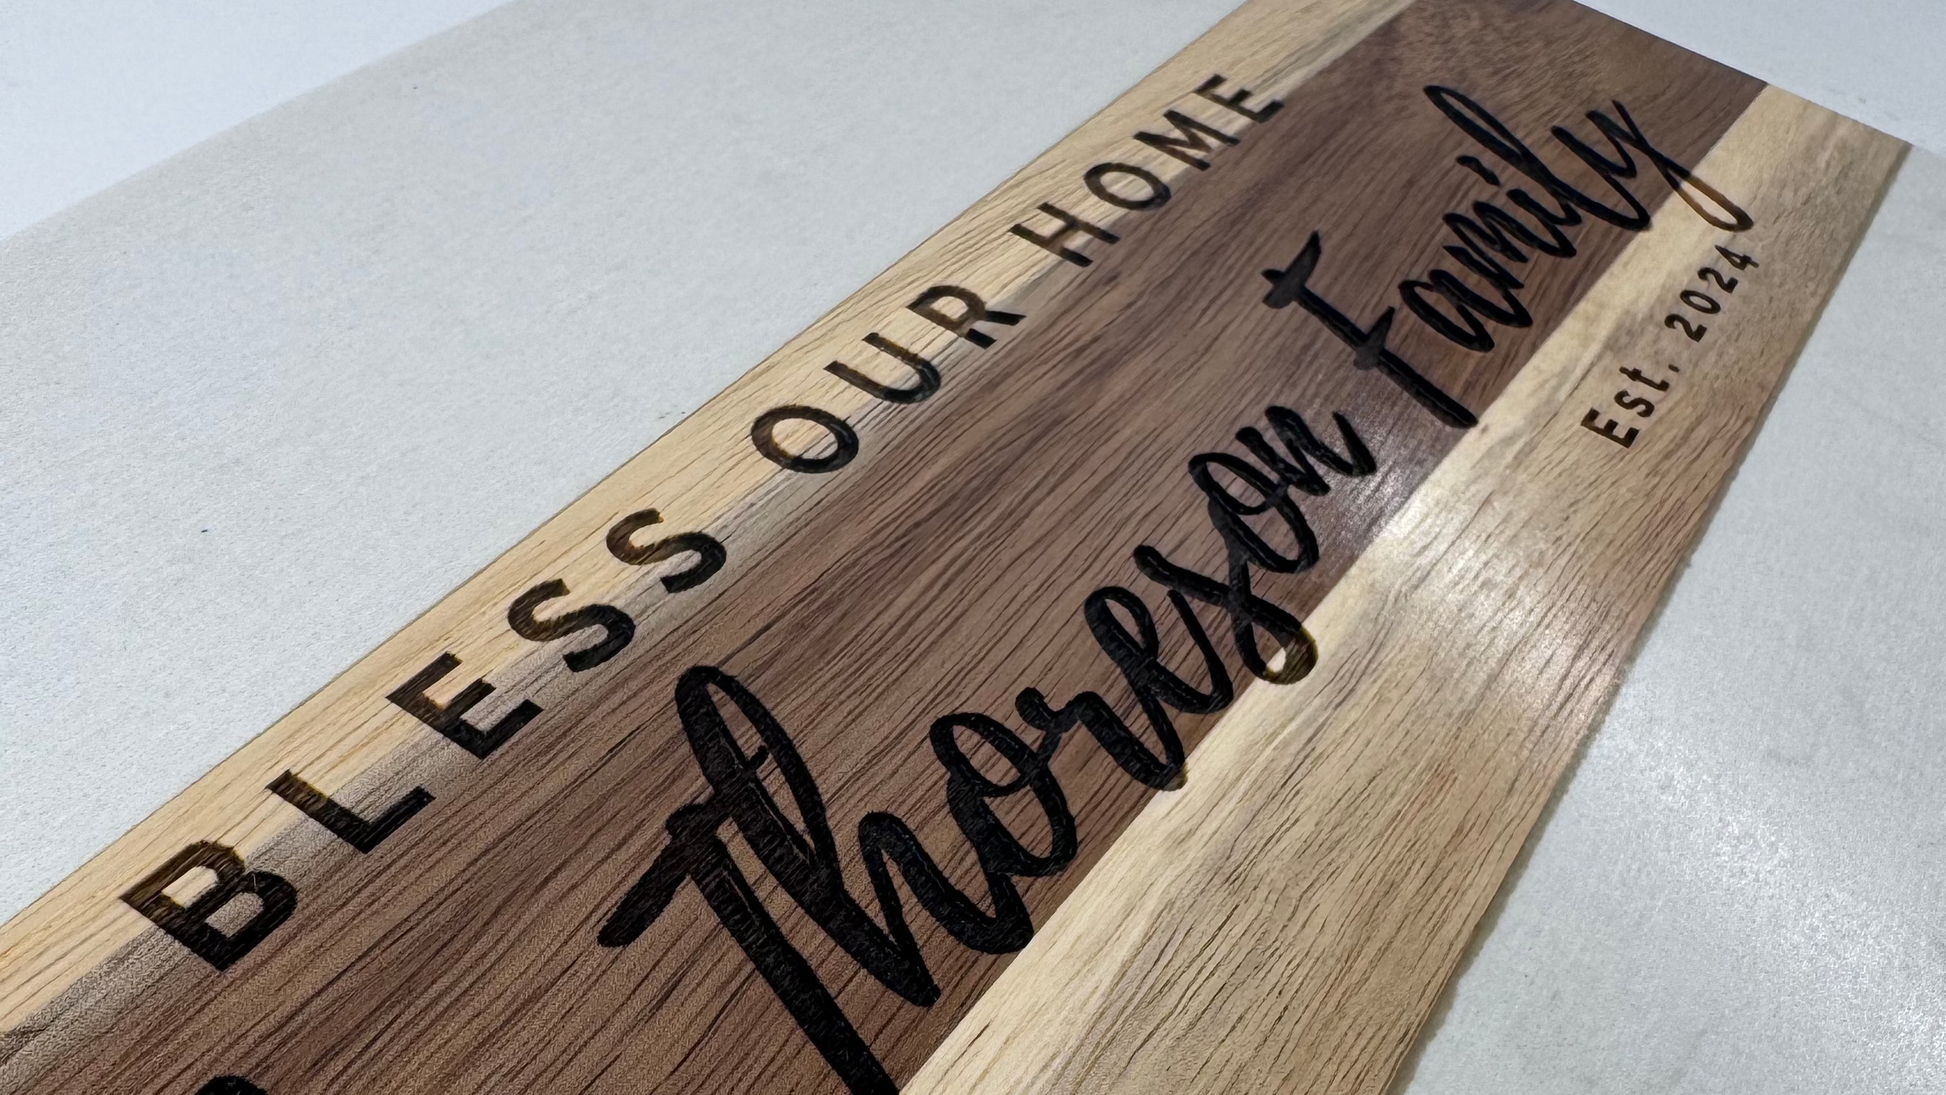 BLESS OUR HOME
Thoreson Family
Est. 2024